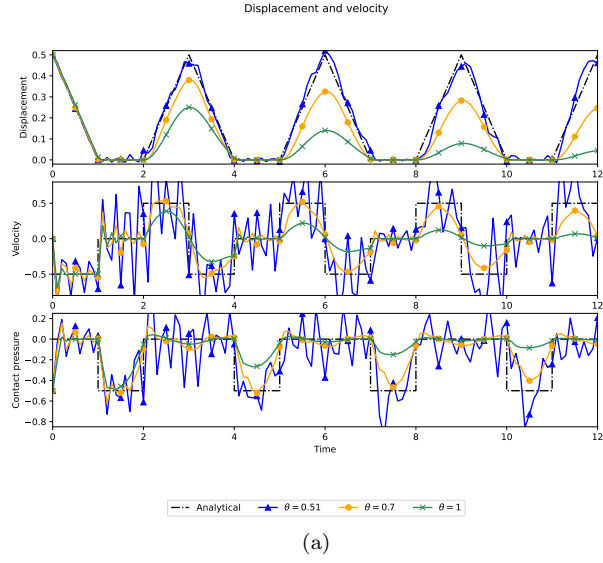 Displacement and velocity
Displacement
0.5
0.4
0.3
0.2
0.1
0.0
0 2 4 6 8 10 12
Velocity
0.5
0.0
−0.5
0 2 4 6 8 10 12
Contact pressure
0.2
0.0
−0.2
−0.4
−0.6
−0.8
0 2 4 6 8 10 12
Time
Analytical θ = 0.51 θ = 0.7 θ = 1
(a)